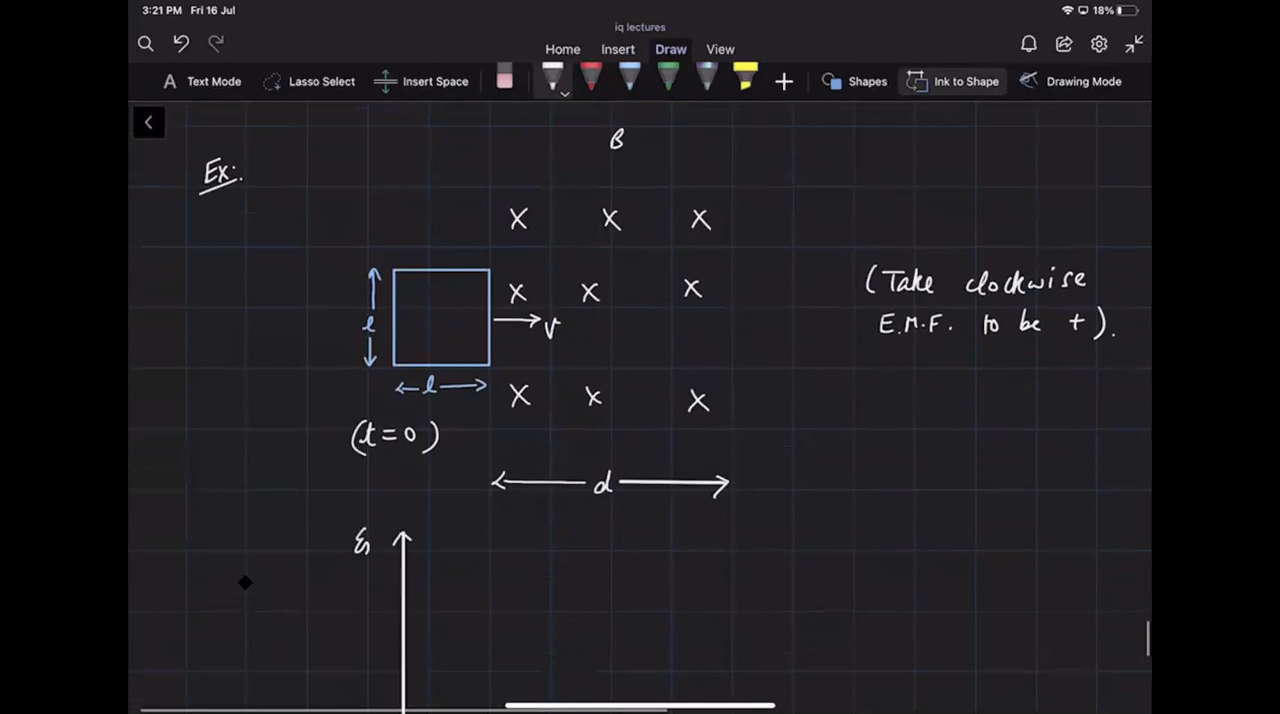 3:21 PM Fri 16 Jul
18%
iq lectures
Home Insert Draw View
Text Mode Lasso Select Insert Space Shapes Ink to Shape Drawing Mode
B
Ex:.
X X X
X X X
(Take clockwise
E.M.F. to be +).
l
v
l
X X X
(t=0)
d